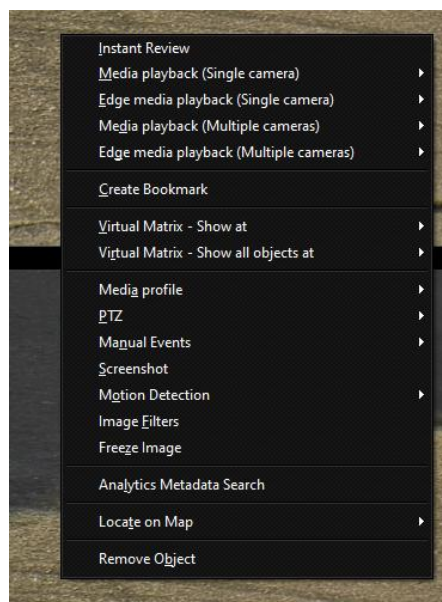 Instant Review
Media playback (Single camera)
Edge media playback (Single camera)
Media playback (Multiple cameras)
Edge media playback (Multiple cameras)
Create Bookmark
Virtual Matrix - Show at
Virtual Matrix - Show all objects at
Media profile
PTZ
Manual Events
Screenshot
Motion Detection
Image Filters
Freeze Image
Analytics Metadata Search
Locate on Map
Remove Object